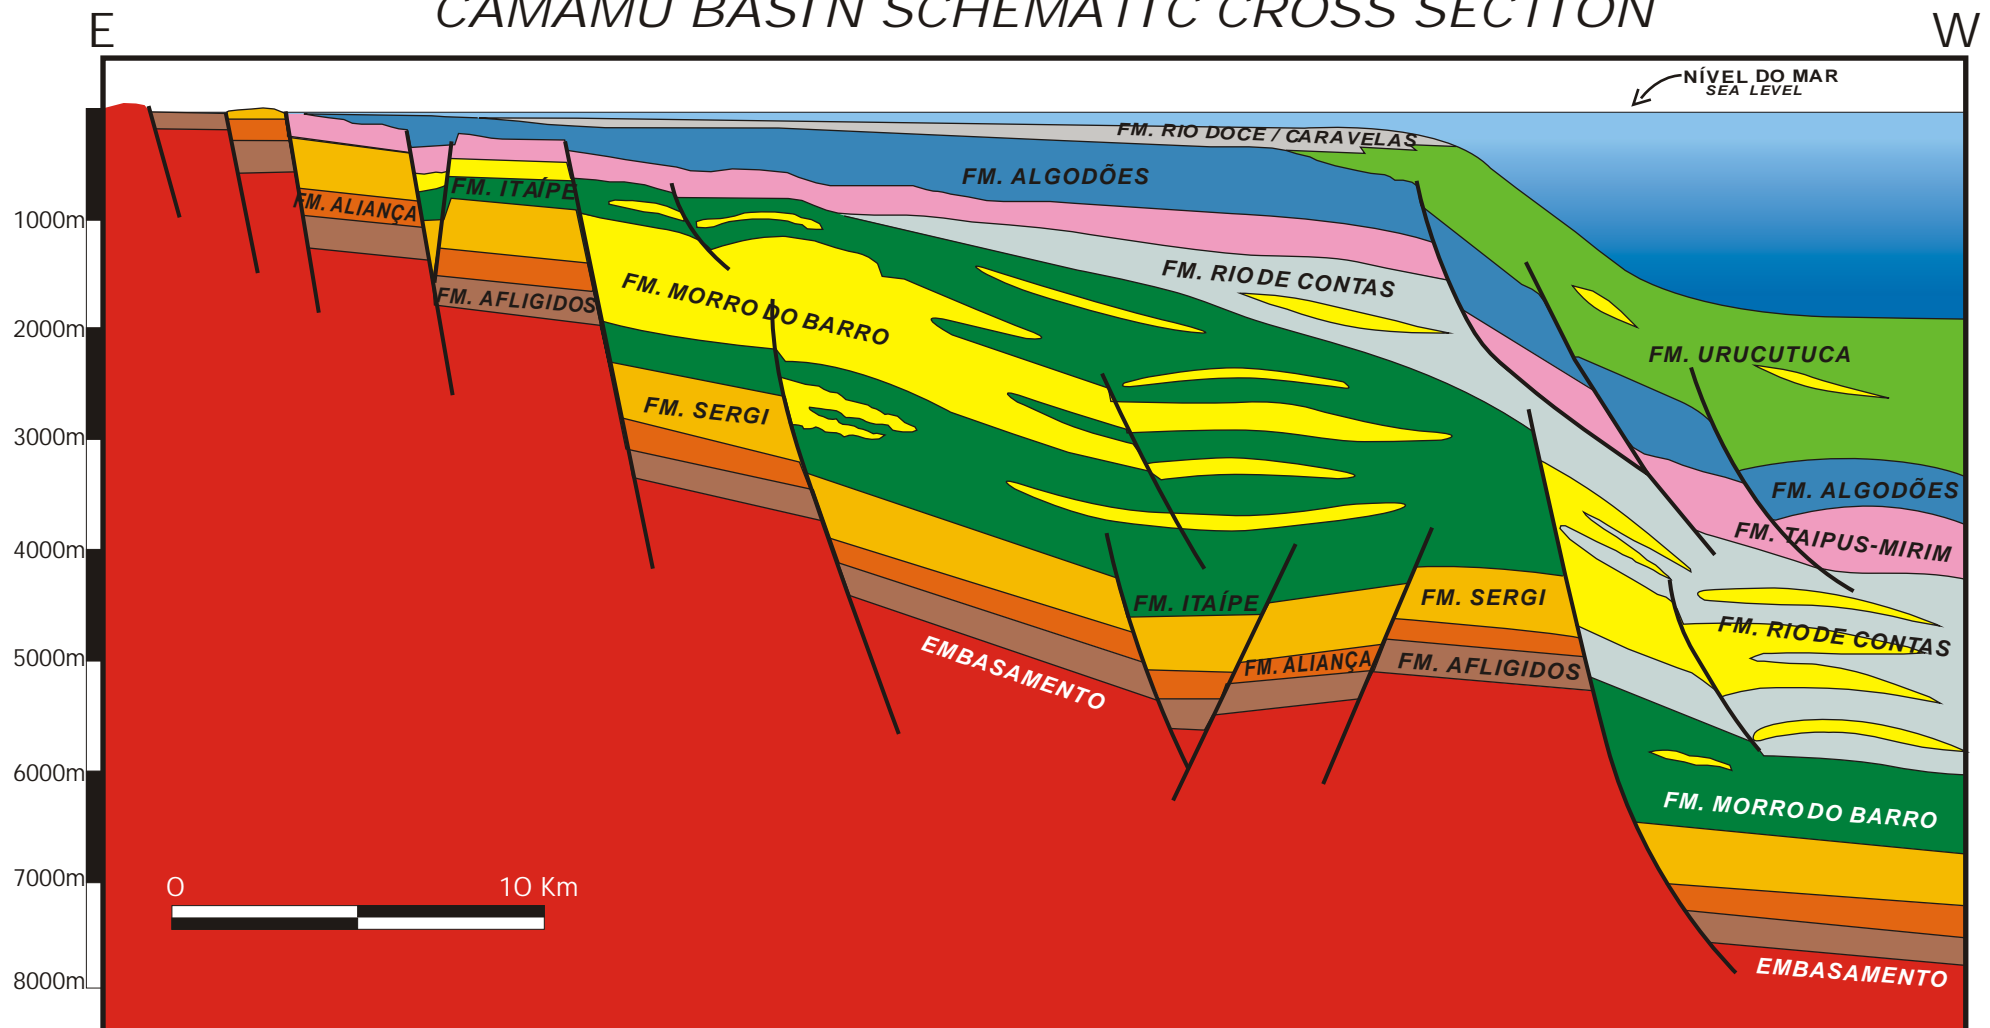 CAMAMU BASIN SCHEMATIC CROSS SECTION
E
W
NÍVEL DO MAR
SEA LEVEL
FM. RIO DOCE / CARAVELAS
FM. ALGODÕES
FM. ITAÍPE
FM. ALIANÇA
1000m
FM. RIO DE CONTAS
FM. AFLIGIDOS
FM. MORRO DO BARRO
2000m
FM. URUCUTUCA
FM. SERGI
3000m
FM. ALGODÕES
FM. TAIPUS-MIRIM
4000m
FM. ITAÍPE
FM. SERGI
FM. RIO DE CONTAS
5000m
FM. ALIANÇA
FM. AFLIGIDOS
EMBASAMENTO
6000m
FM. MORRO DO BARRO
7000m
0
10 Km
EMBASAMENTO
8000m